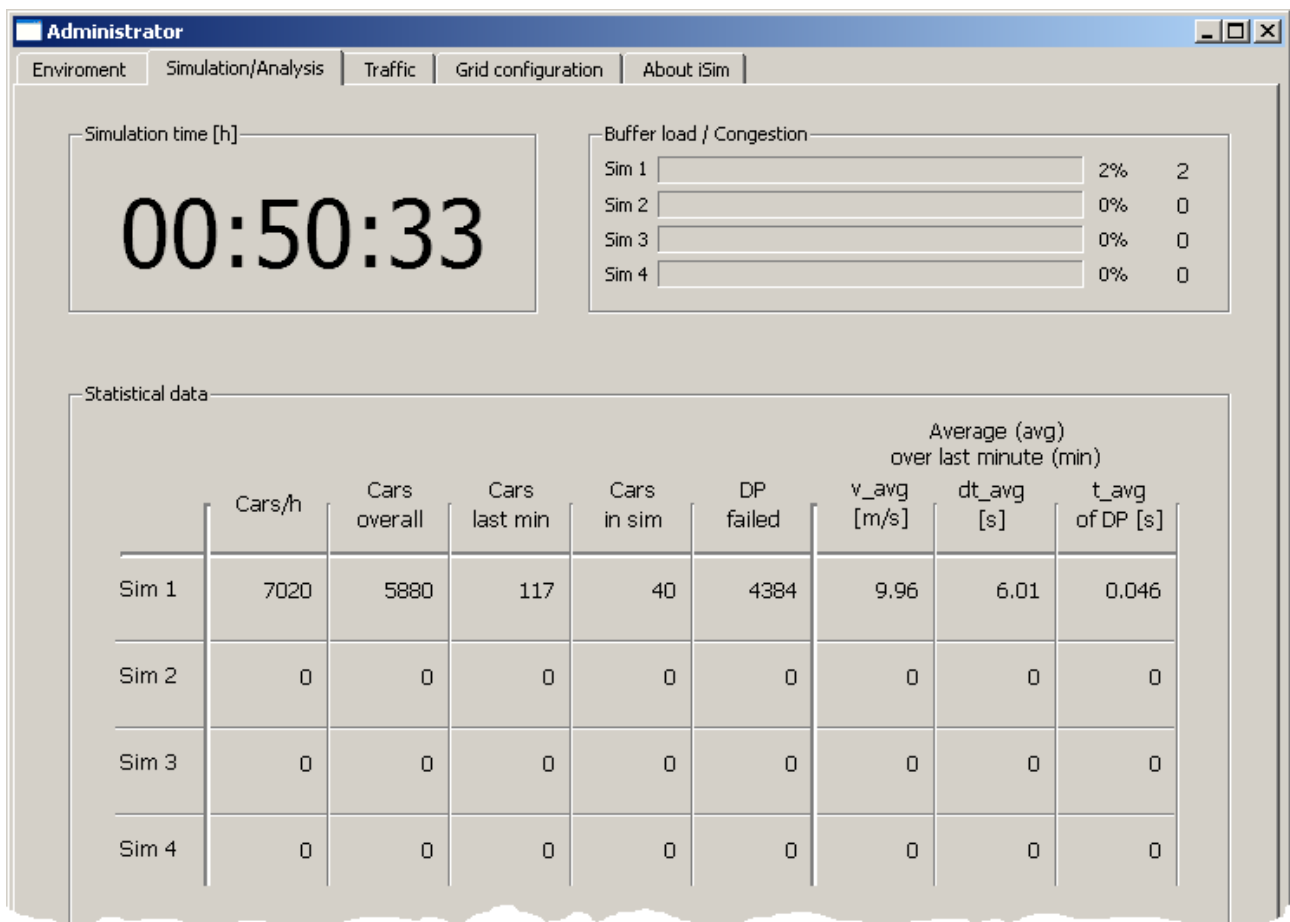 Administrator
Enviroment Simulation/Analysis Traffic Grid configuration About iSim
Simulation time [h]
00:50:33
Buffer load / Congestion
Sim 1 2% 2
Sim 2 0% 0
Sim 3 0% 0
Sim 4 0% 0
Statistical data
Average (avg)
over last minute (min)
Cars/h Cars overall Cars last min Cars in sim DP failed v_avg [m/s] dt_avg [s] t_avg of DP [s]
Sim 1 7020 5880 117 40 4384 9.96 6.01 0.046
Sim 2 0 0 0 0 0 0 0 0
Sim 3 0 0 0 0 0 0 0 0
Sim 4 0 0 0 0 0 0 0 0